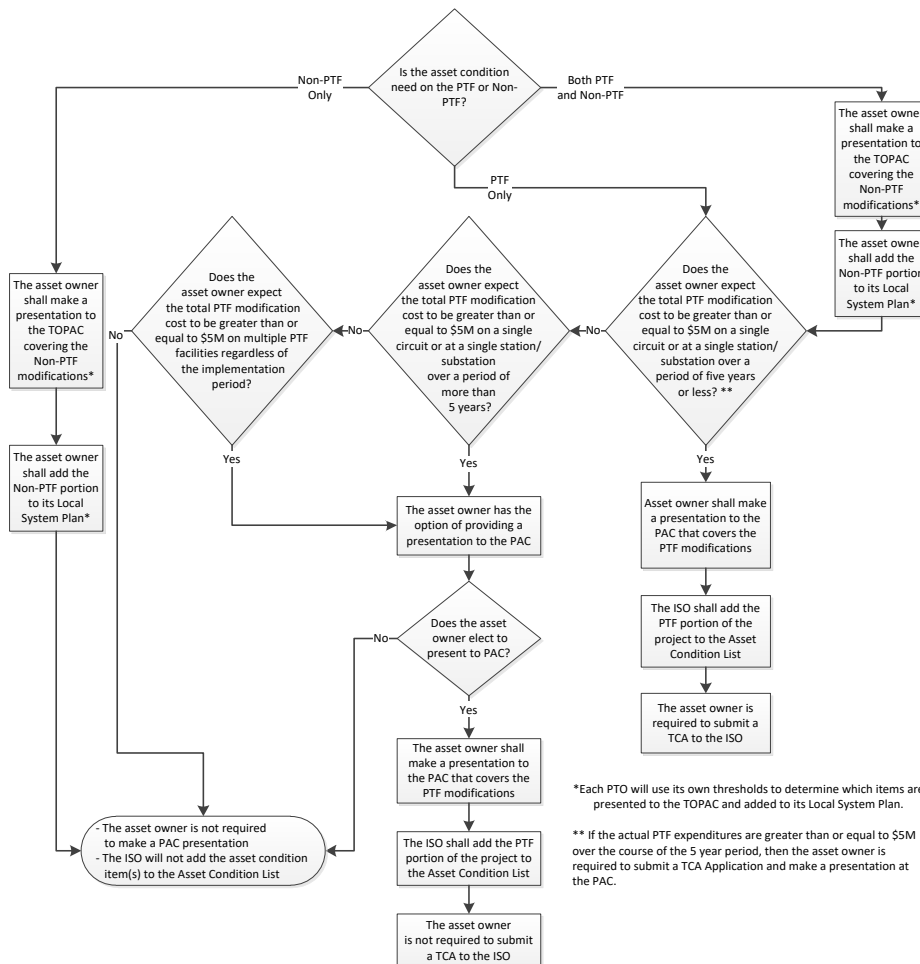 Is the asset condition
need on the PTF or Non-
PTF?
Non-PTF
Only
Both PTF
and Non-PTF
PTF
Only
The asset owner
shall make a
presentation to
the TOPAC
covering the
Non-PTF
modifications*
The asset owner
shall add the
Non-PTF portion
to its Local
System Plan*
The asset owner
shall make a
presentation to
the TOPAC
covering the
Non-PTF
modifications*
The asset owner
shall add the
Non-PTF portion
to its Local
System Plan*
Does the
asset owner expect
the total PTF modification
cost to be greater than or
equal to $5M on multiple PTF
facilities regardless of
the implementation
period?
No
Yes
Does the
asset owner expect
the total PTF modification
cost to be greater than or
equal to $5M on a single
circuit or at a single station/
substation
over a period of
more than
5 years?
No
Yes
Does the
asset owner expect
the total PTF modification
cost to be greater than or
equal to $5M on a single
circuit or at a single station/
substation over a
period of five years
or less? **
No
Yes
The asset owner has the
option of providing a
presentation to the PAC
Asset owner shall make
a presentation to the
PAC that covers the
PTF modifications
The ISO shall add the
PTF portion of the
project to the Asset
Condition List
The asset owner is
required to submit a
TCA to the ISO
Does the asset
owner elect to
present to PAC?
No
Yes
The asset owner shall
make a presentation to
the PAC that covers the
PTF modifications
The ISO shall add the PTF
portion of the project to
the Asset Condition List
The asset owner
is not required to submit
a TCA to the ISO
- The asset owner is not required
to make a PAC presentation
- The ISO will not add the asset condition
item(s) to the Asset Condition List
*Each PTO will use its own thresholds to determine which items are
presented to the TOPAC and added to its Local System Plan.
** If the actual PTF expenditures are greater than or equal to $5M
over the course of the 5 year period, then the asset owner is
required to submit a TCA Application and make a presentation at
the PAC.